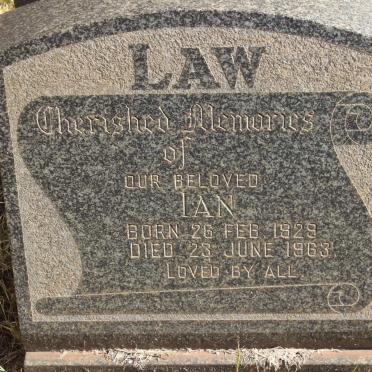 LAW
Cherished Memories
of
OUR BELOVED
IAN
BORN 26 FEB 1929
DIED 23 JUNE 1963
LOVED BY ALL